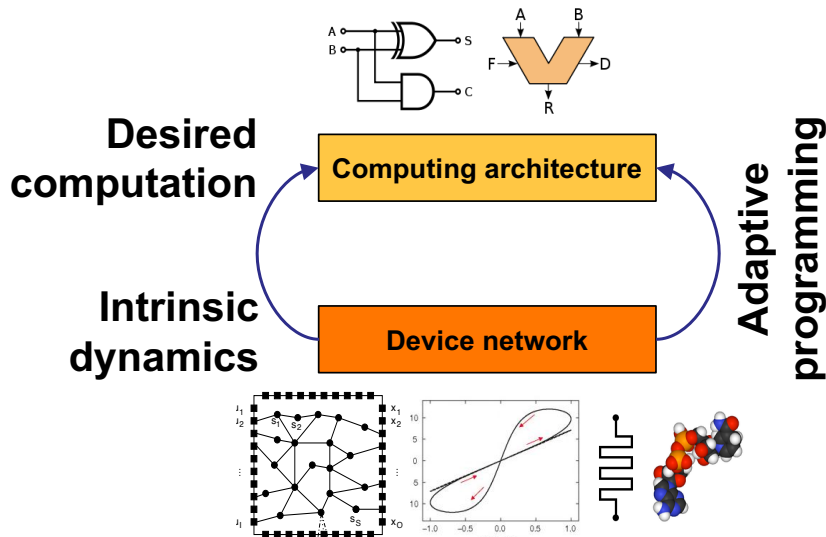 A
B
S
C
A
B
F
D
R
Desired
computation
Computing architecture
Adaptive
programming
Intrinsic
dynamics
Device network
s1
s2
...
sS
x1
x2
...
xO
10
5
0
5
10
-1.0
-0.5
0.0
0.5
1.0